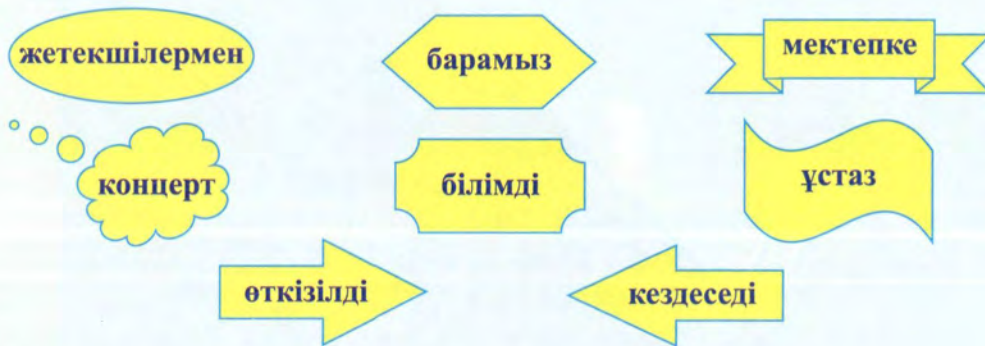 жетекшілермен
барамыз
мектепке
концерт
білімді
ұстаз
өткізілді
кездеседі